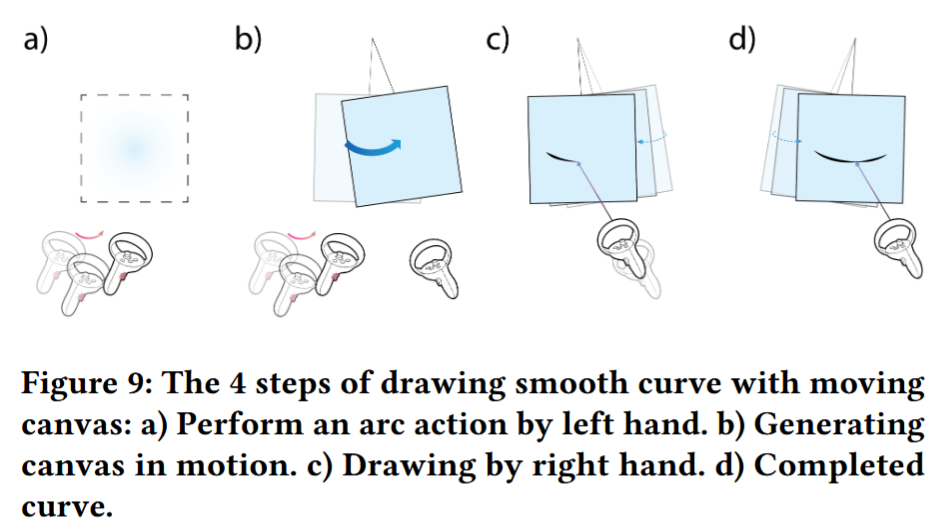 a)
b)
c)
d)
Figure 9: The 4 steps of drawing smooth curve with moving
canvas: a) Perform an arc action by left hand. b) Generating
canvas in motion. c) Drawing by right hand. d) Completed
curve.